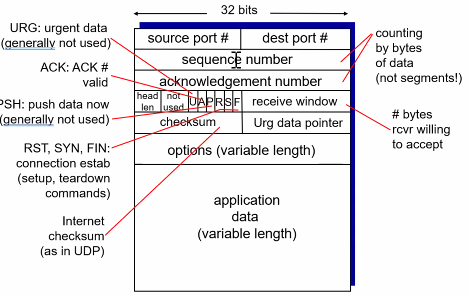 32 bits
URG: urgent data
(generally not used)
ACK: ACK #
valid
PSH: push data now
(generally not used)
RST, SYN, FIN:
connection estab
(setup, teardown
commands)
Internet
checksum
(as in UDP)
source port # dest port #
sequence number
acknowledgement number
head
len
not
used
U A P R S F
receive window
checksum
Urg data pointer
options (variable length)
application
data
(variable length)
counting
by bytes
of data
(not segments!)
# bytes
rcvr willing
to accept